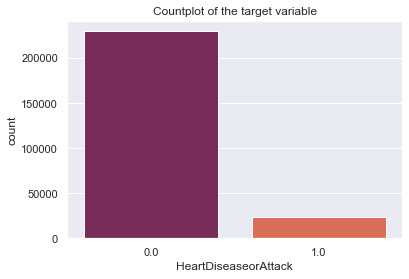 Countplot of the target variable
count
200000
150000
100000
50000
0
0.0
1.0
HeartDiseaseorAttack